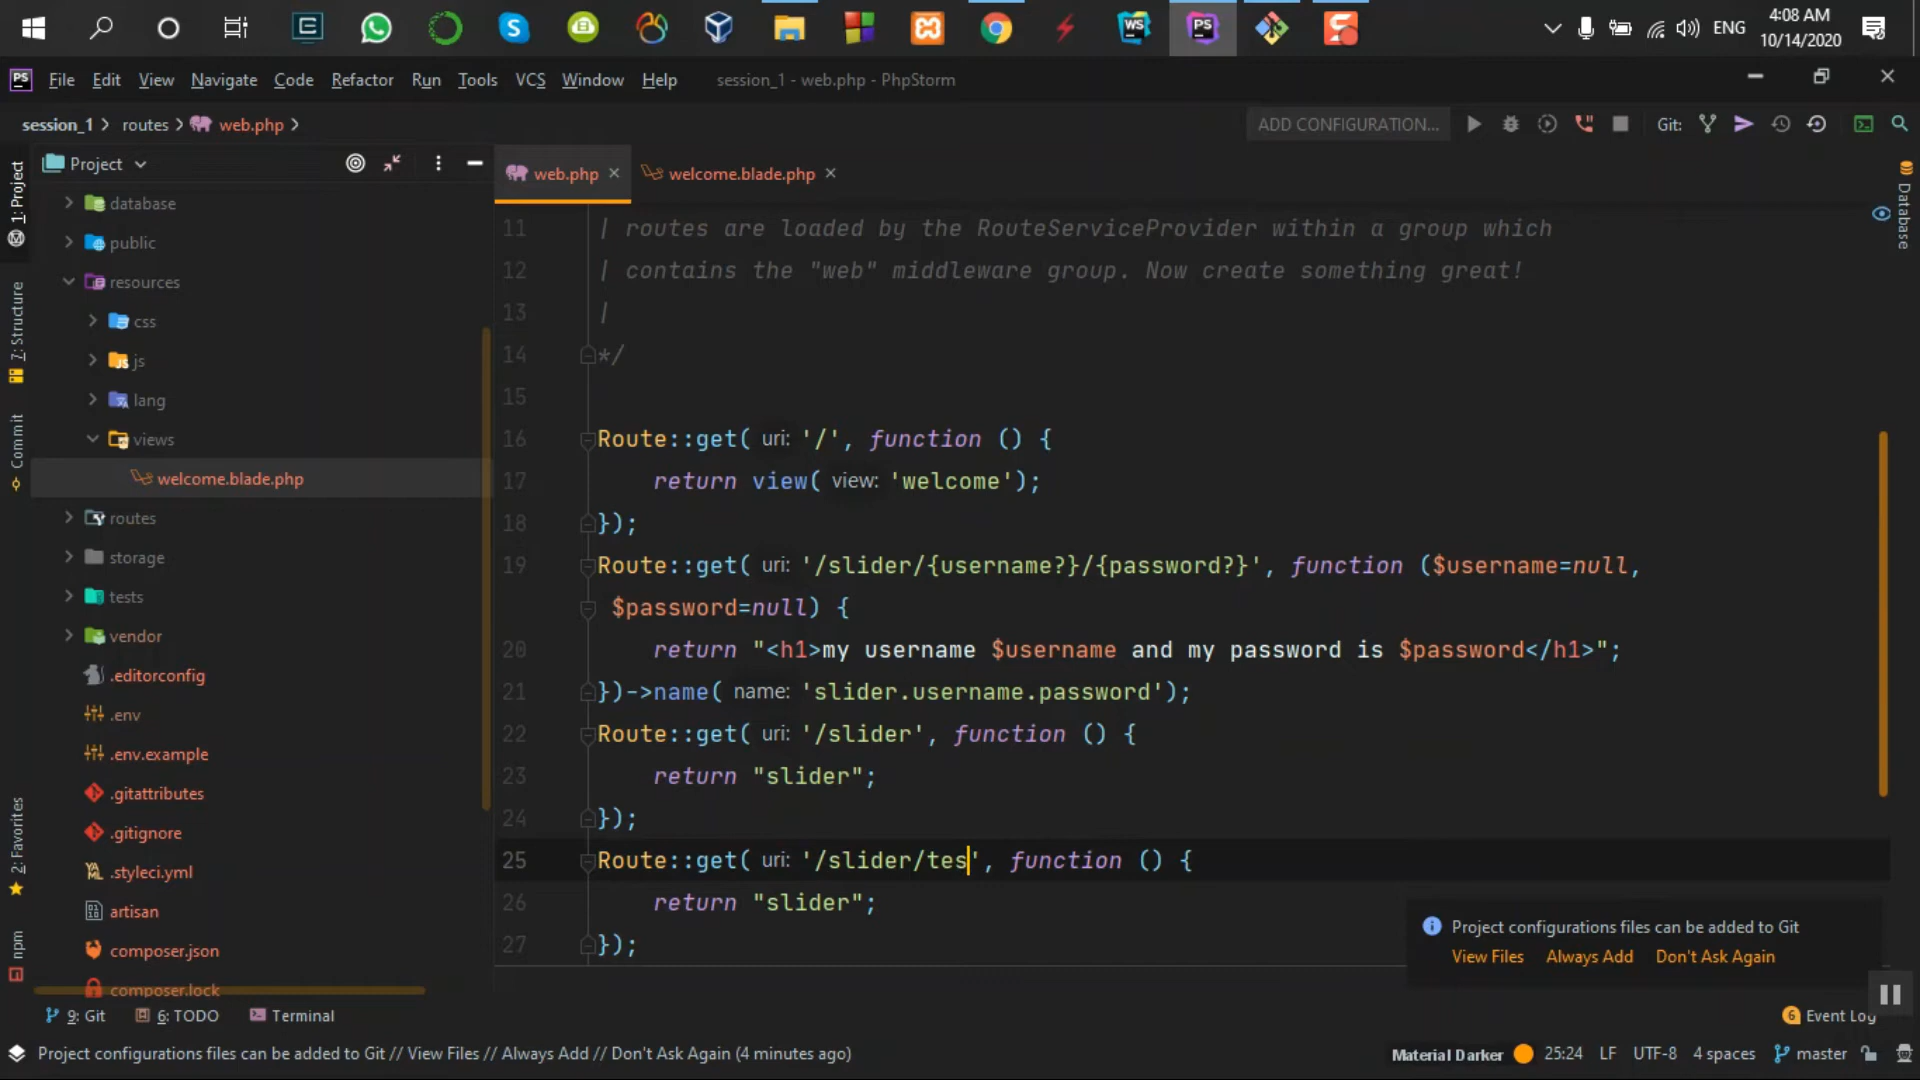 ENG
4:08 AM
10/14/2020
File Edit View Navigate Code Refactor Run Tools VCS Window Help session_1 - web.php - PhpStorm
session_1 routes web.php
ADD CONFIGURATION... Git:
Project
web.php
welcome.blade.php
1: Project
7: Structure
Commit
2: Favorites
npm
Database
database
public
resources
css
js
lang
views
welcome.blade.php
routes
storage
tests
vendor
.editorconfig
.env
.env.example
.gitattributes
.gitignore
.styleci.yml
artisan
composer.json
composer.lock
11 | routes are loaded by the RouteServiceProvider within a group which
12 | contains the "web" middleware group. Now create something great!
13 |
14 */
15
16 Route::get( uri: '/', function () {
17 return view( view: 'welcome');
18 });
19 Route::get( uri: '/slider/{username?}/{password?}', function ($username=null,
$password=null) {
20 return "<h1>my username $username and my password is $password</h1>";
21 })->name( name: 'slider.username.password');
22 Route::get( uri: '/slider', function () {
23 return "slider";
24 });
25 Route::get( uri: '/slider/tes', function () {
26 return "slider";
27 });
Project configurations files can be added to Git
View Files Always Add Don't Ask Again
9: Git 6: TODO Terminal
6 Event Log
Project configurations files can be added to Git // View Files // Always Add // Don't Ask Again (4 minutes ago)
Material Darker 25:24 LF UTF-8 4 spaces master